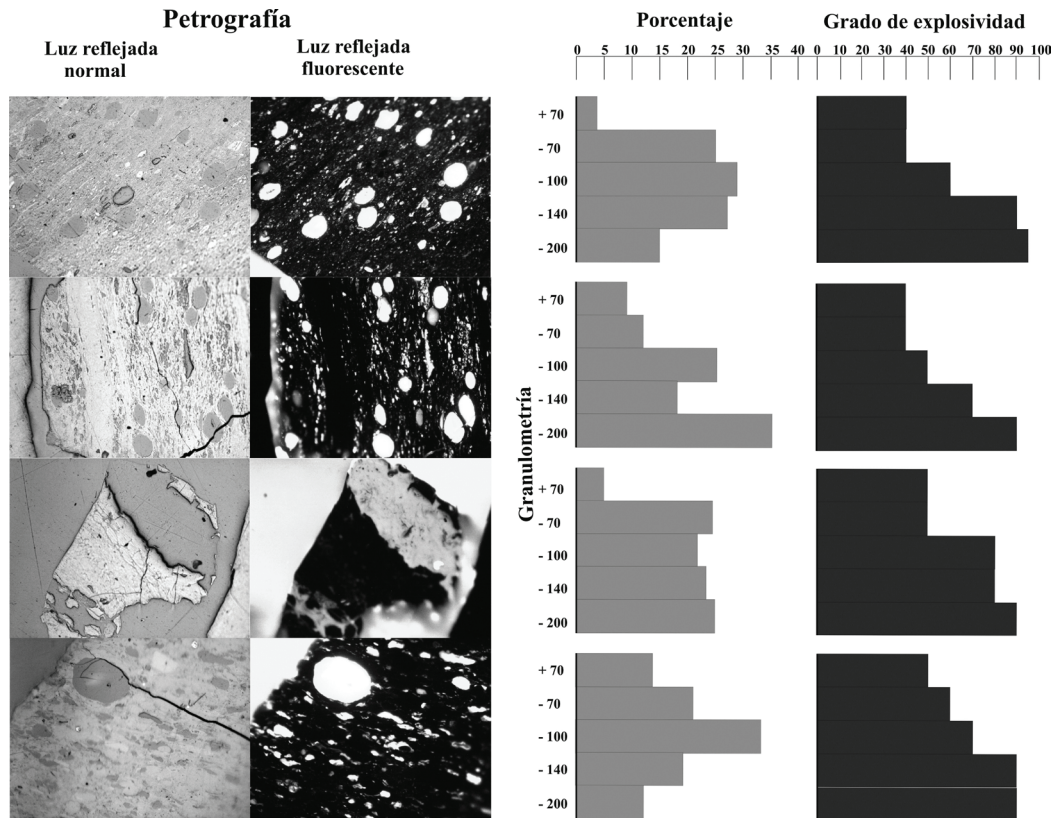 Petrografía
Luz reflejada
normal
Luz reflejada
fluorescente
Porcentaje
0 5 10 15 20 25 30 35 40
Grado de explosividad
0 10 20 30 40 50 60 70 80 90 100
Granulometría
+ 70
- 70
- 100
- 140
- 200
+ 70
- 70
- 100
- 140
- 200
+ 70
- 70
- 100
- 140
- 200
+ 70
- 70
- 100
- 140
- 200